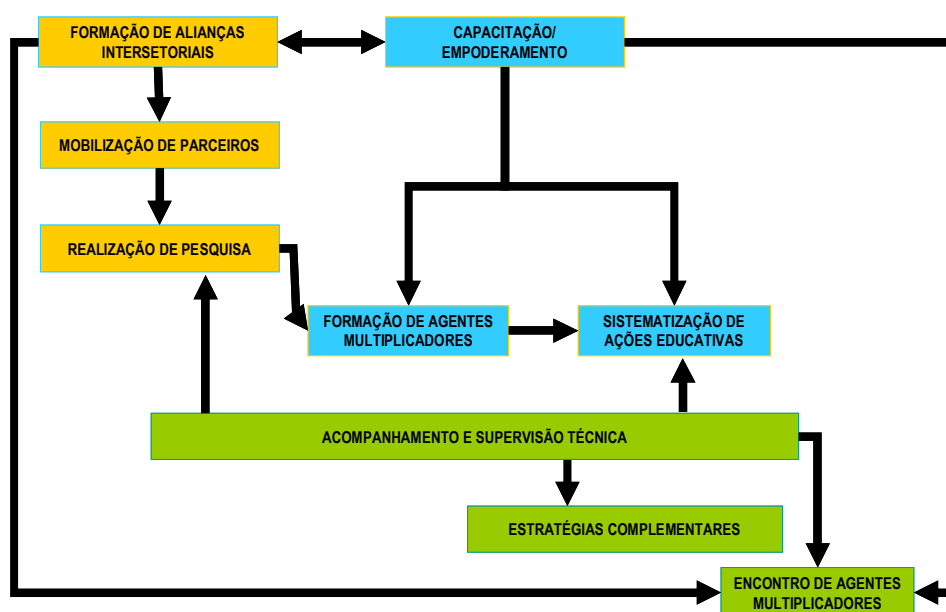 FORMAÇÃO DE ALIANÇAS
INTERSETORIAIS
CAPACITAÇÃO/
EMPODERAMENTO
MOBILIZAÇÃO DE PARCEIROS
REALIZAÇÃO DE PESQUISA
FORMAÇÃO DE AGENTES
MULTIPLICADORES
SISTEMATIZAÇÃO DE
AÇÕES EDUCATIVAS
ACOMPANHAMENTO E SUPERVISÃO TÉCNICA
ESTRATÉGIAS COMPLEMENTARES
ENCONTRO DE AGENTES
MULTIPLICADORES